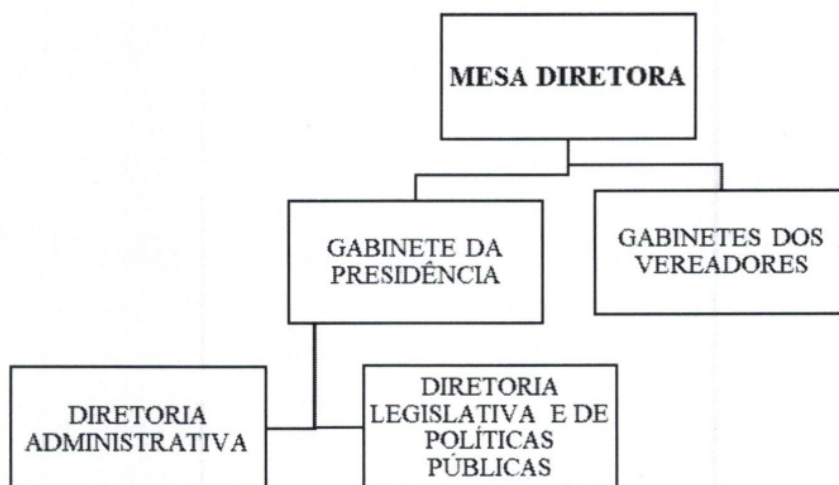 MESA DIRETORA
GABINETE DA
PRESIDÊNCIA
GABINETES DOS
VEREADORES
DIRETORIA
ADMINISTRATIVA
DIRETORIA
LEGISLATIVA E DE
POLÍTICAS
PÚBLICAS